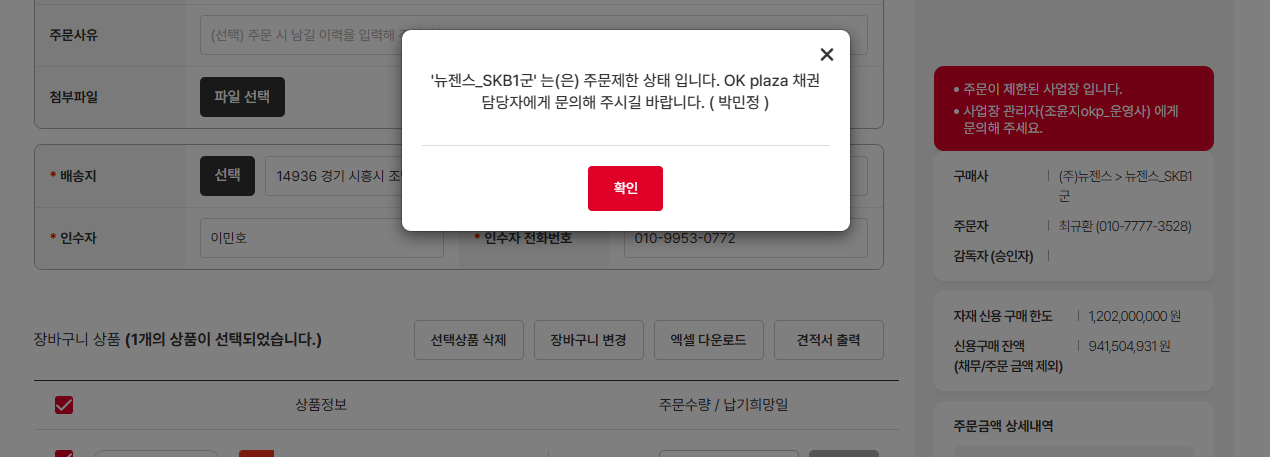 주문사유
(선택) 주문 시 남길 이력을 입력해
첨부파일
파일 선택
'뉴젠스_SKB1군' 는(은) 주문제한 상태 입니다. OK plaza 채권
담당자에게 문의해 주시길 바랍니다. ( 박민정 )
확인
* 배송지
선택
14936 경기 시흥시
* 인수자
이민호
* 인수자 전화번호
010-9953-0772
장바구니 상품 (1개의 상품이 선택되었습니다.)
선택상품 삭제
장바구니 변경
엑셀 다운로드
견적서 출력
상품정보
주문수량 / 납기희망일
• 주문이 제한된 사업장 입니다.
• 사업장 관리자(조윤지okp_운영사) 에게
문의해 주세요.
구매사
(주)뉴젠스 > 뉴젠스_SKB1
군
주문자
최규환 (010-7777-3528)
감독자 (승인자)
자재 신용 구매 한도
1,202,000,000 원
신용구매 잔액
941,504,931 원
(채무/주문 금액 제외)
주문금액 상세내역